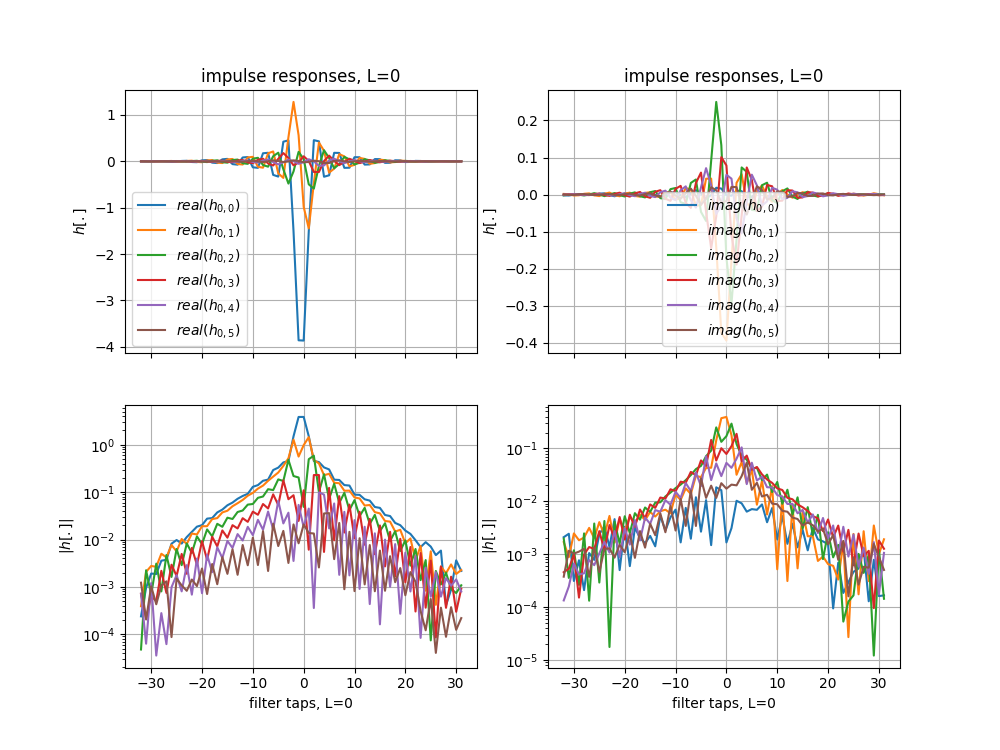 impulse responses, L=0
1
0
−1
−2
−3
−4
h[.]
real(h0,0)
real(h0,1)
real(h0,2)
real(h0,3)
real(h0,4)
real(h0,5)
impulse responses, L=0
0.2
0.1
0.0
−0.1
−0.2
−0.3
−0.4
h[.]
imag(h0,0)
imag(h0,1)
imag(h0,2)
imag(h0,3)
imag(h0,4)
imag(h0,5)
10^0
10^−1
10^−2
10^−3
10^−4
|h[.]|
−30 −20 −10 0 10 20 30
filter taps, L=0
10^−1
10^−2
10^−3
10^−4
10^−5
|h[.]|
−30 −20 −10 0 10 20 30
filter taps, L=0